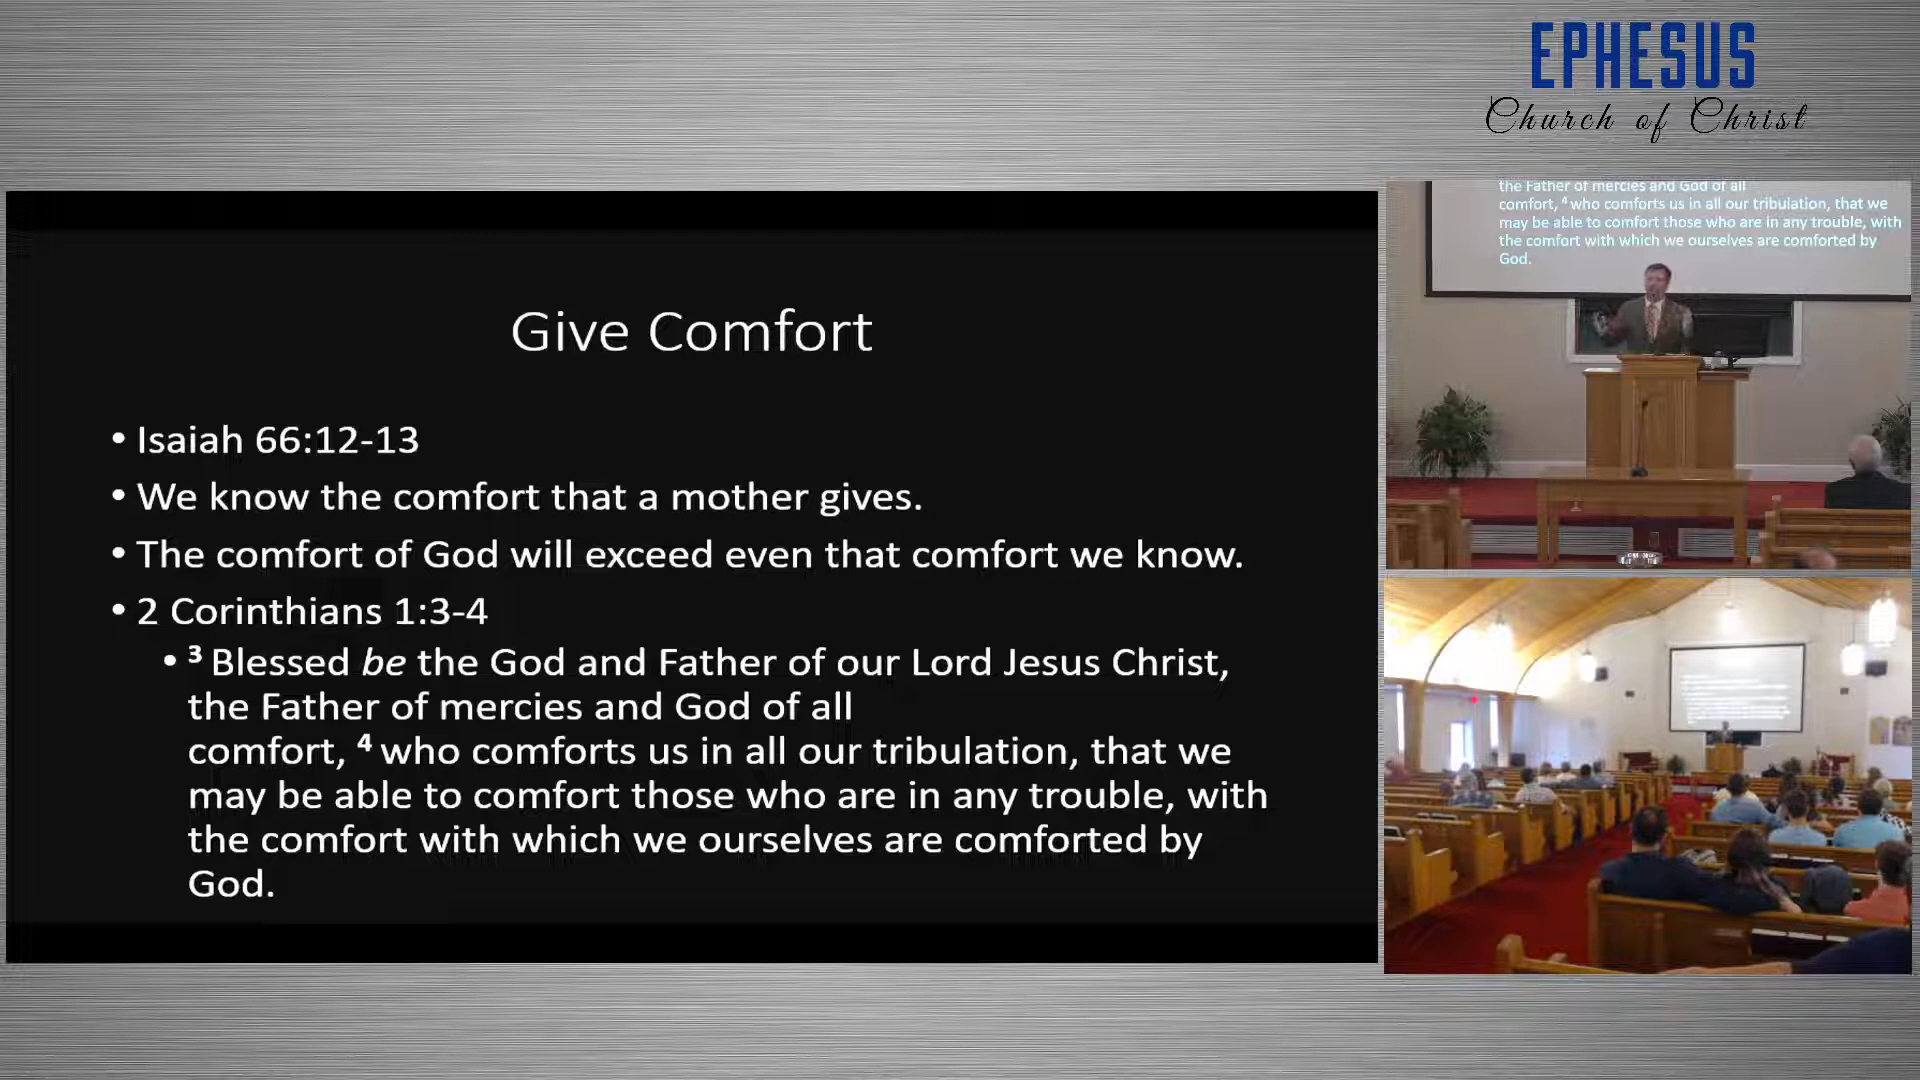 EPHESUS
Church of Christ
Give Comfort
• Isaiah 66:12-13
• We know the comfort that a mother gives.
• The comfort of God will exceed even that comfort we know.
• 2 Corinthians 1:3-4
• ³ Blessed be the God and Father of our Lord Jesus Christ,
the Father of mercies and God of all
comfort, ⁴ who comforts us in all our tribulation, that we
may be able to comfort those who are in any trouble, with
the comfort with which we ourselves are comforted by
God.
the Father of mercies and God of all
comfort, ⁴ who comforts us in all our tribulation, that we
may be able to comfort those who are in any trouble, with
the comfort with which we ourselves are comforted by
God.